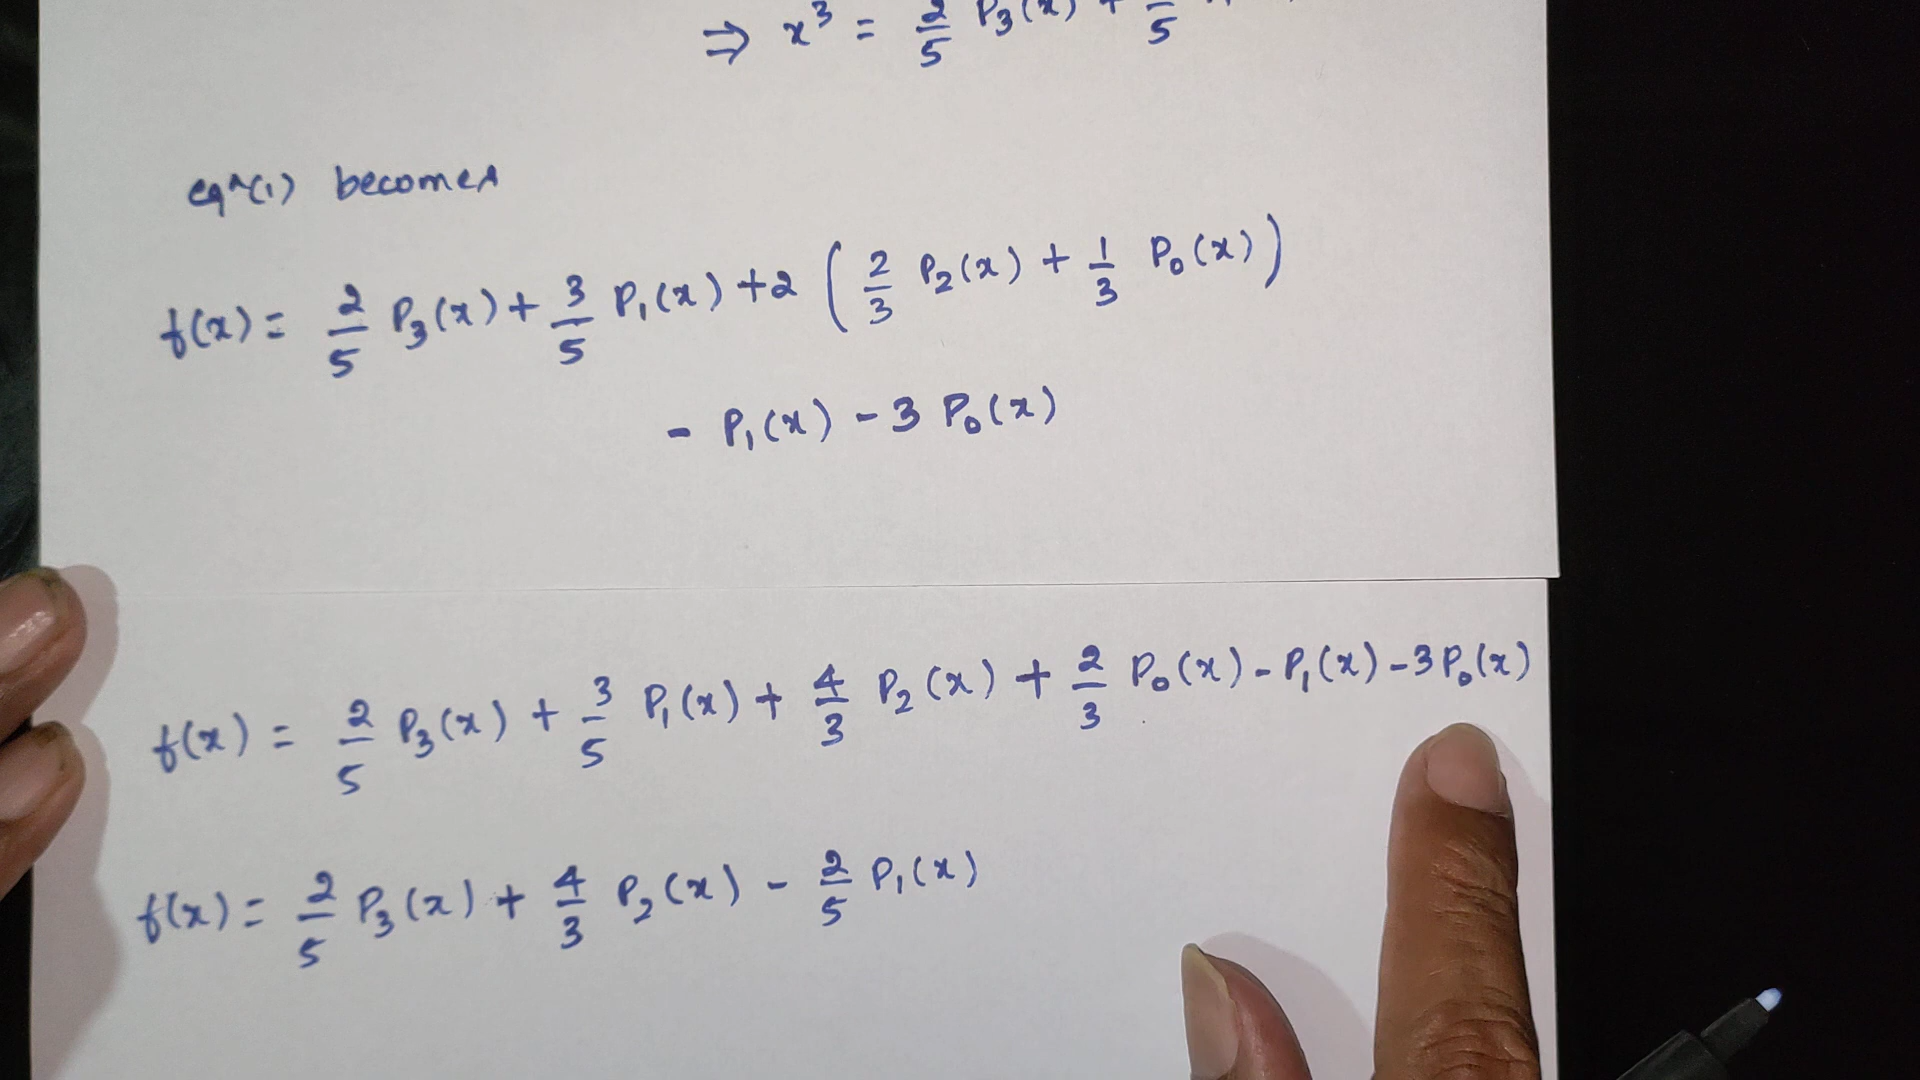 ⇒ x³ = 2/5 P₃(x) + /5
eqⁿ(1) becomes
f(x) = 2/5 P₃(x) + 3/5 P₁(x) + 2 ( 2/3 P₂(x) + 1/3 P₀(x) )
- P₁(x) - 3 P₀(x)
f(x) = 2/5 P₃(x) + 3/5 P₁(x) + 4/3 P₂(x) + 2/3 P₀(x) - P₁(x) - 3 P₀(x)
f(x) = 2/5 P₃(x) + 4/3 P₂(x) - 2/5 P₁(x)